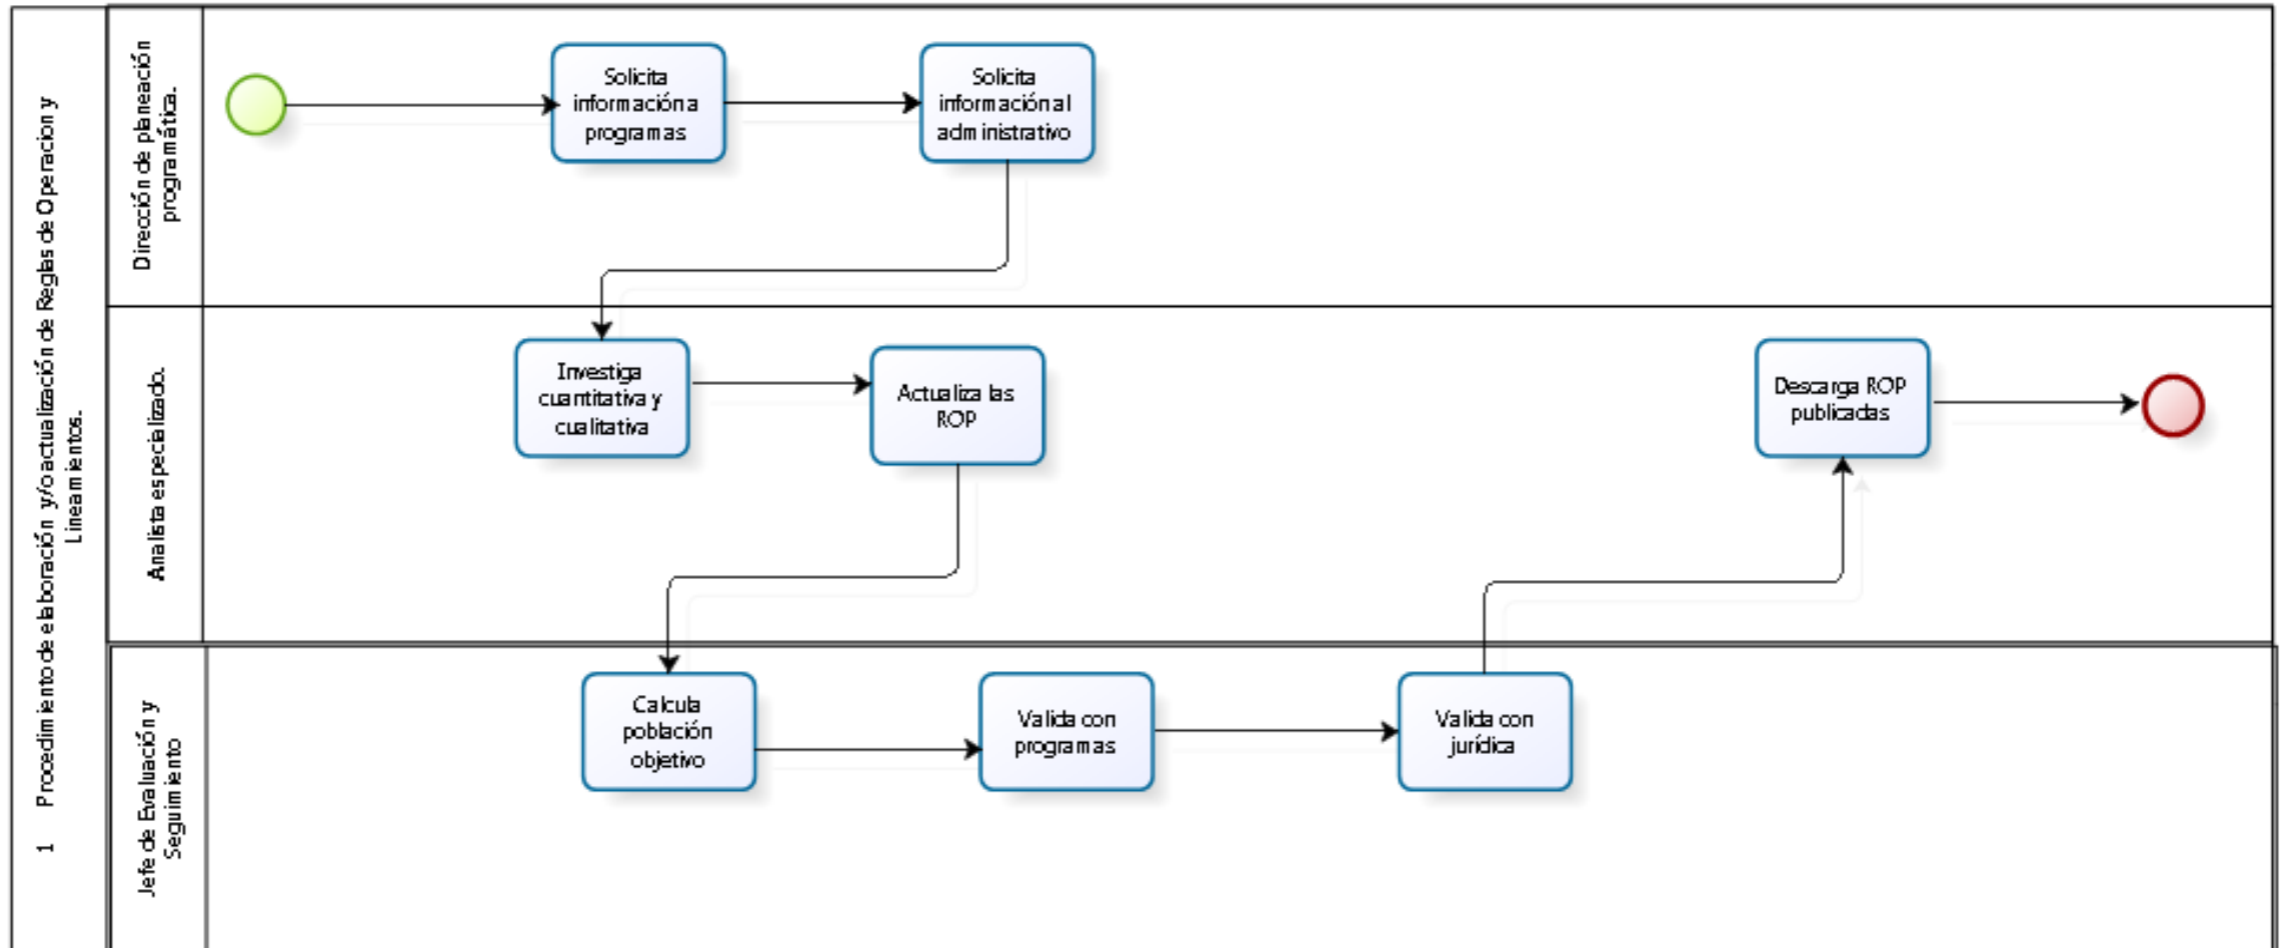 1 Procedimiento de elaboración y/o actualización de Reglas de Operacion y
Lineamientos.
Dirección de planeación
programática.
Solicita
información a
programas
Solicita
información al
administrativo
Analista especializado.
Investiga
cuantitativa y
cualitativa
Actualiza las
ROP
Descarga ROP
publicadas
Jefe de Evaluación y
Seguimiento
Calcula
población
objetivo
Valida con
programas
Valida con
jurídica